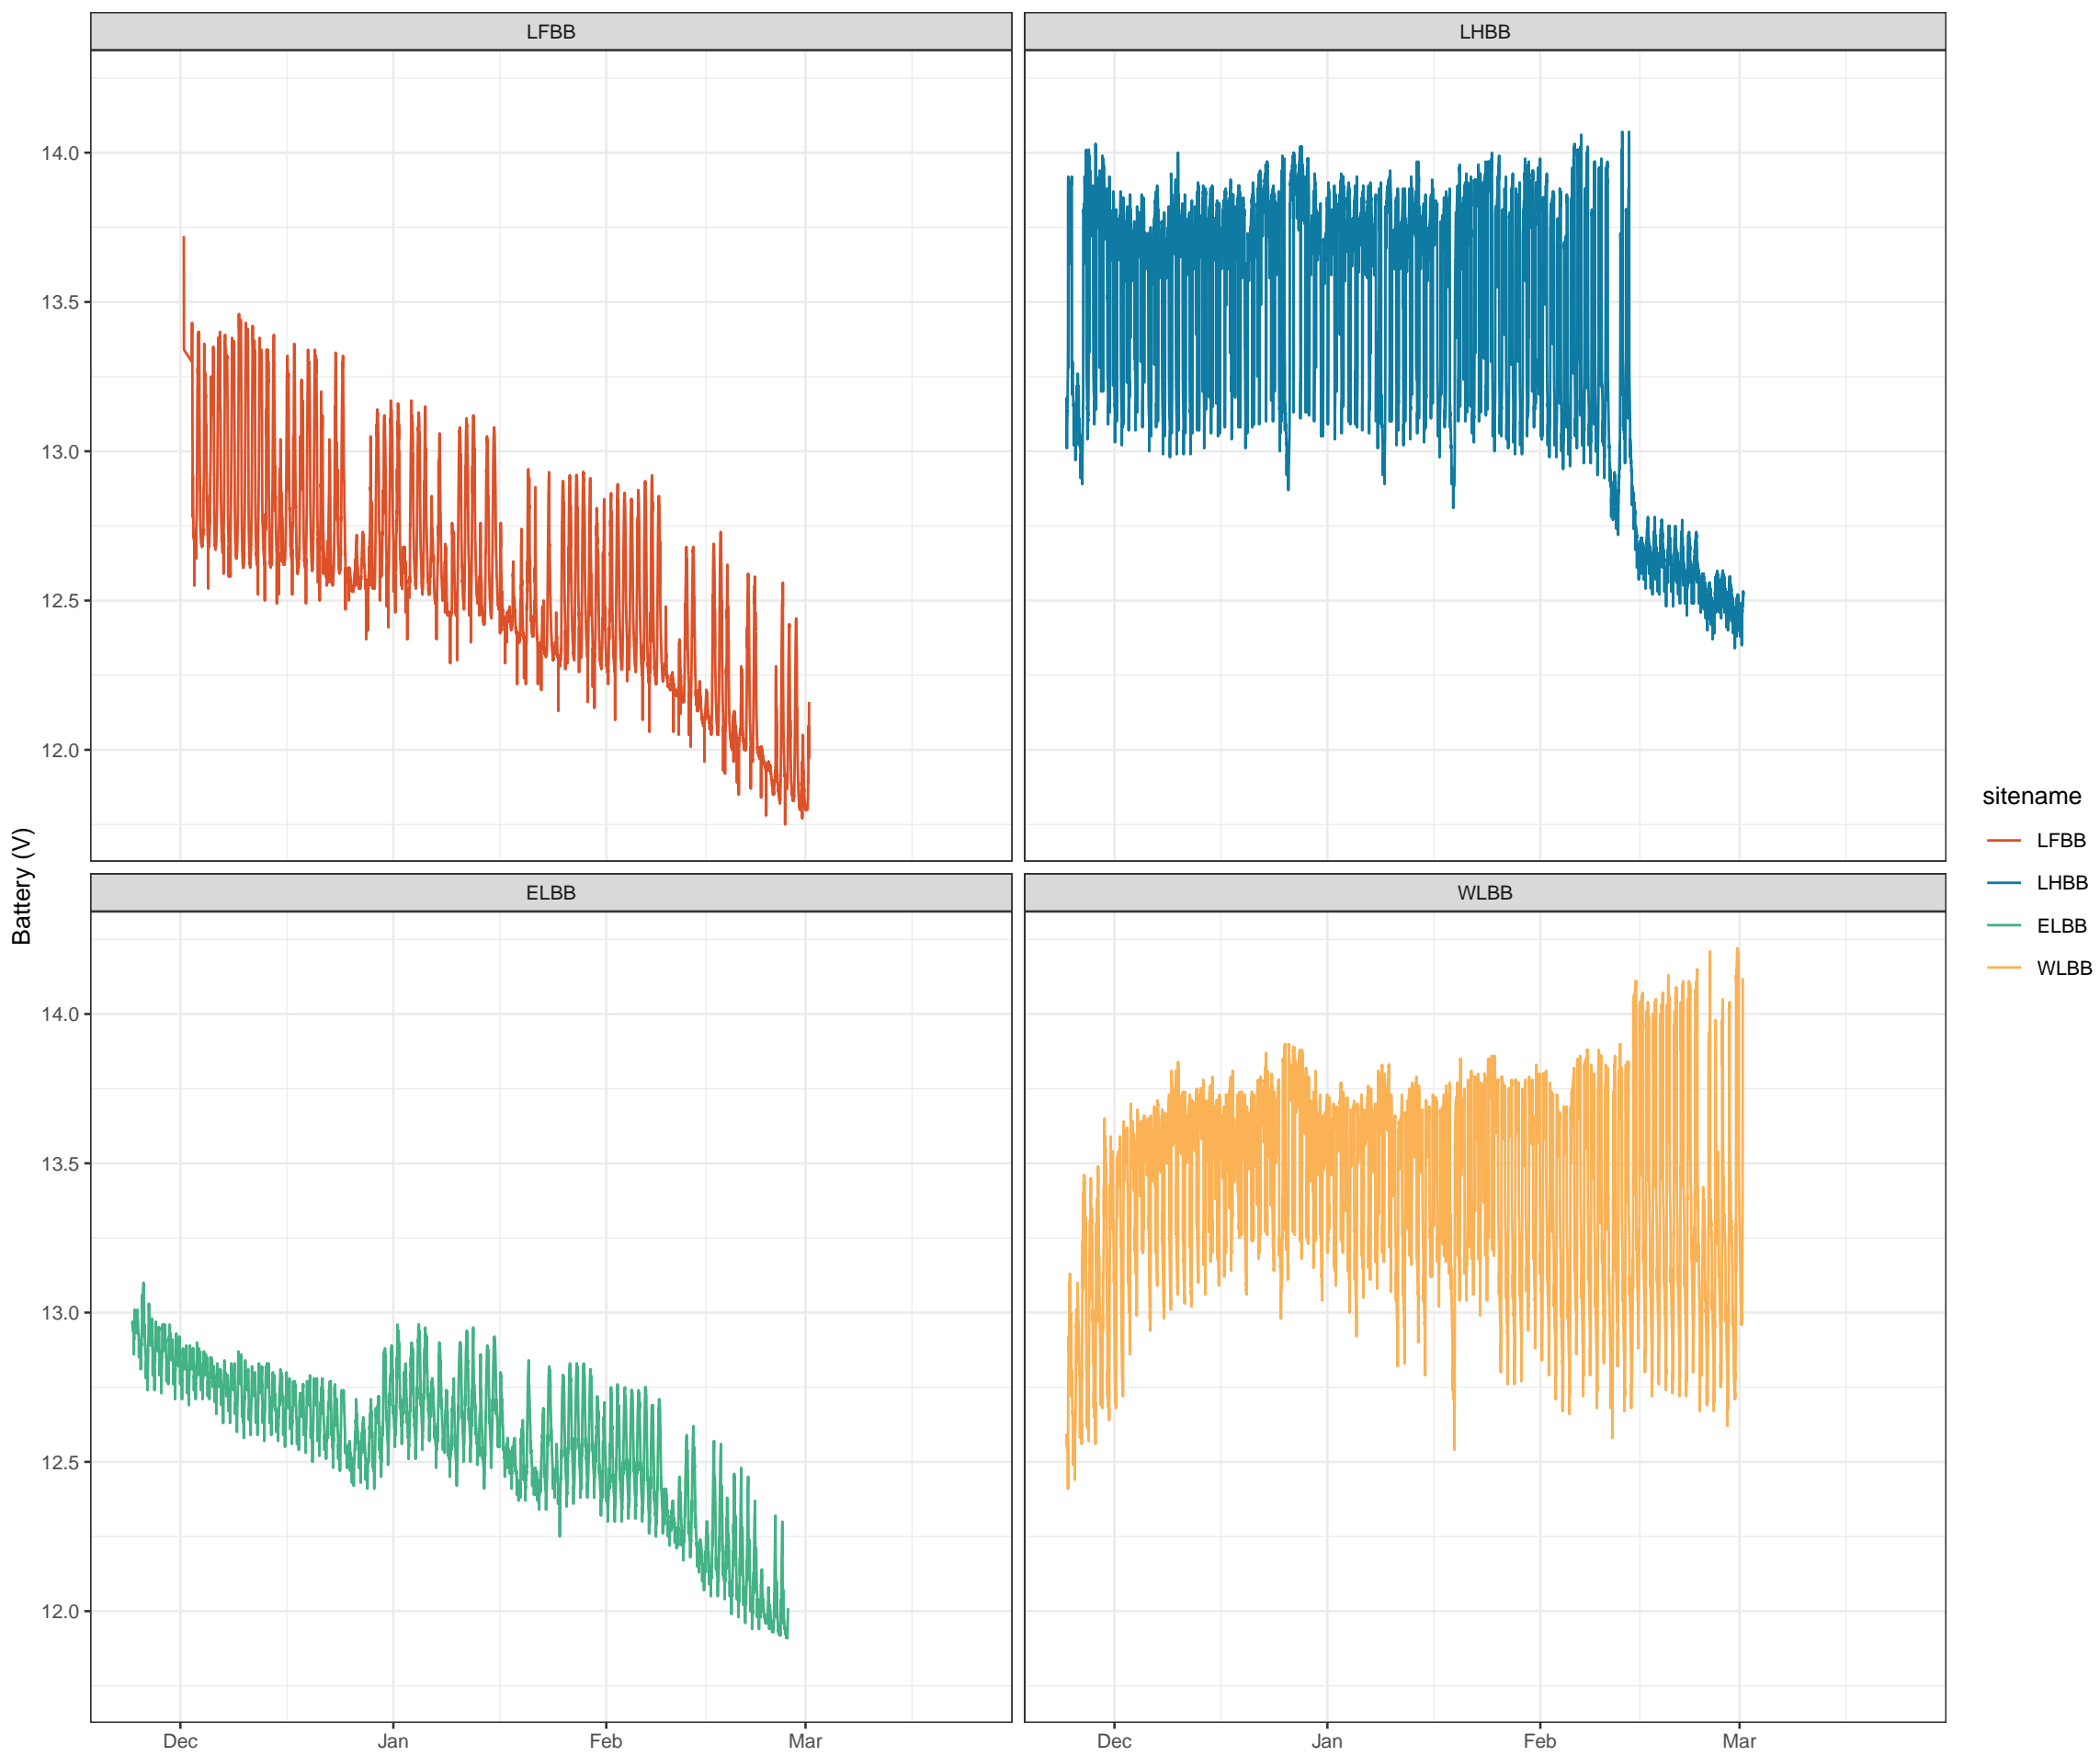 LFBB
LHBB
14.0
13.5
13.0
12.5
12.0
Battery (V)
ELBB
WLBB
14.0
13.5
13.0
12.5
12.0
Dec
Jan
Feb
Mar
Dec
Jan
Feb
Mar
sitename
LFBB
LHBB
ELBB
WLBB